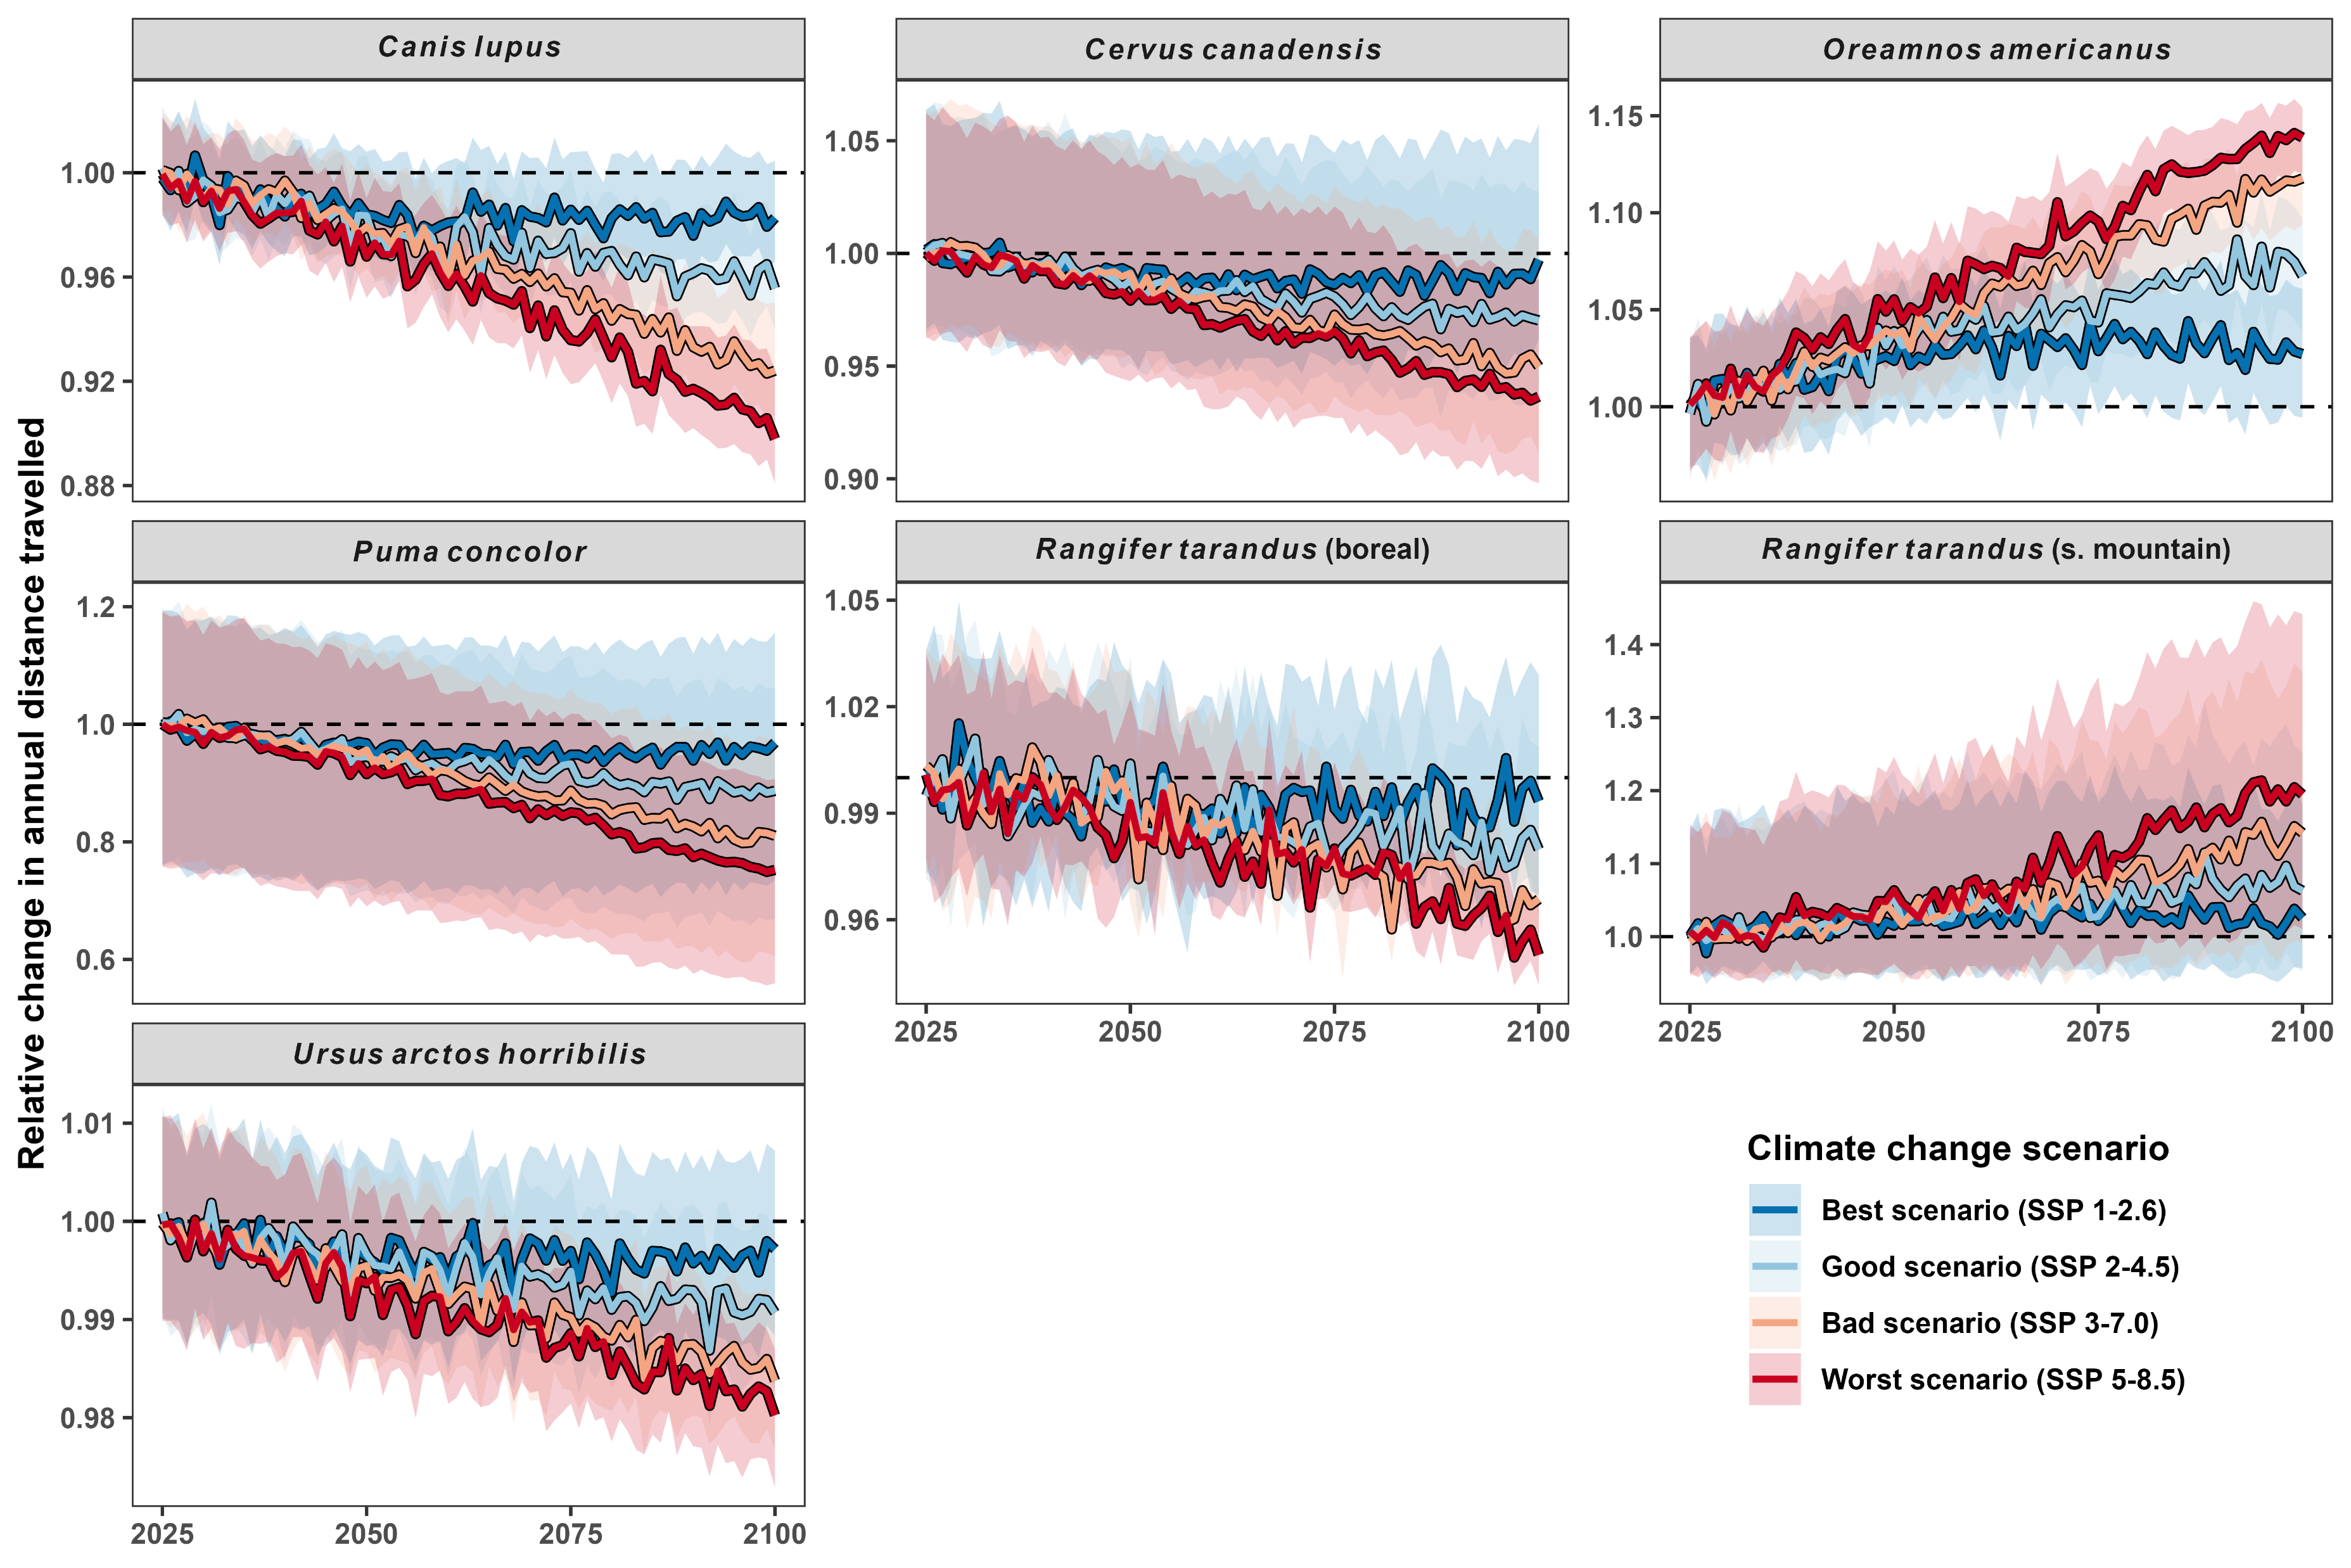 Relative change in annual distance travelled
Canis lupus
1.00
0.96
0.92
0.88
Cervus canadensis
1.05
1.00
0.95
0.90
Oreamnos americanus
1.15
1.10
1.05
1.00
Puma concolor
1.2
1.0
0.8
0.6
Rangifer tarandus (boreal)
1.05
1.02
0.99
0.96
2025 2050 2075 2100
Rangifer tarandus (s. mountain)
1.4
1.3
1.2
1.1
1.0
2025 2050 2075 2100
Ursus arctos horribilis
1.01
1.00
0.99
0.98
2025 2050 2075 2100
Climate change scenario
Best scenario (SSP 1-2.6)
Good scenario (SSP 2-4.5)
Bad scenario (SSP 3-7.0)
Worst scenario (SSP 5-8.5)